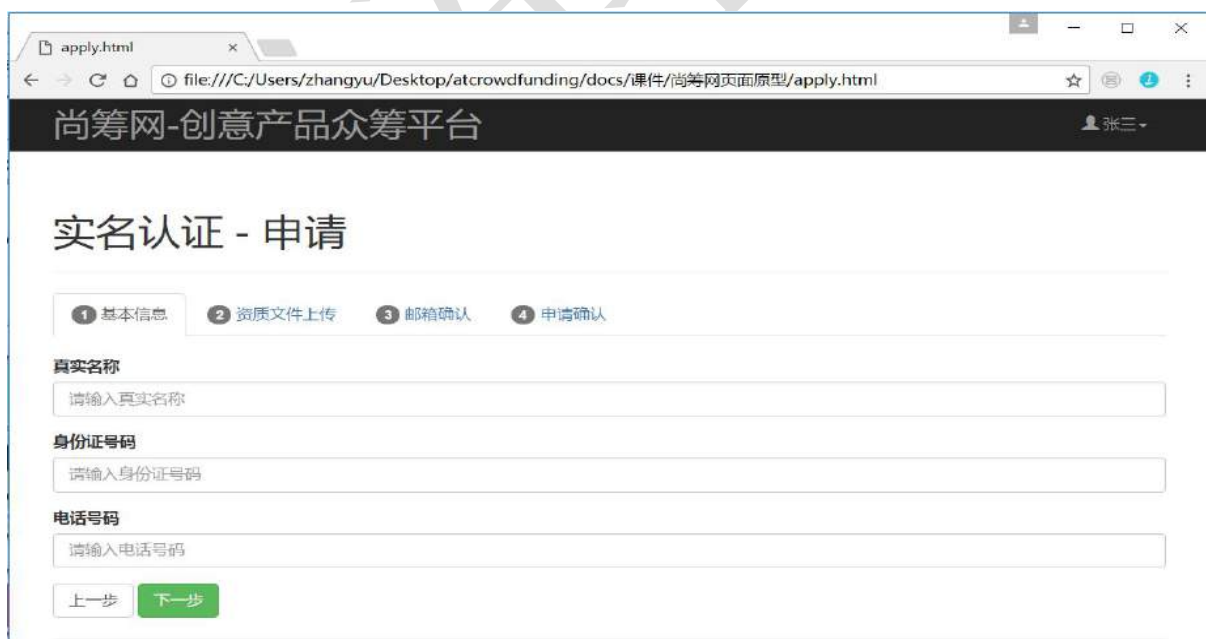 apply.html
file:///C:/Users/zhangyu/Desktop/atcrowdfunding/docs/课件/尚筹网页面原型/apply.html
尚筹网-创意产品众筹平台 张三
实名认证 - 申请
1 基本信息 2 资质文件上传 3 邮箱确认 4 申请确认
真实名称
请输入真实名称
身份证号码
请输入身份证号码
电话号码
请输入电话号码
上一步 下一步